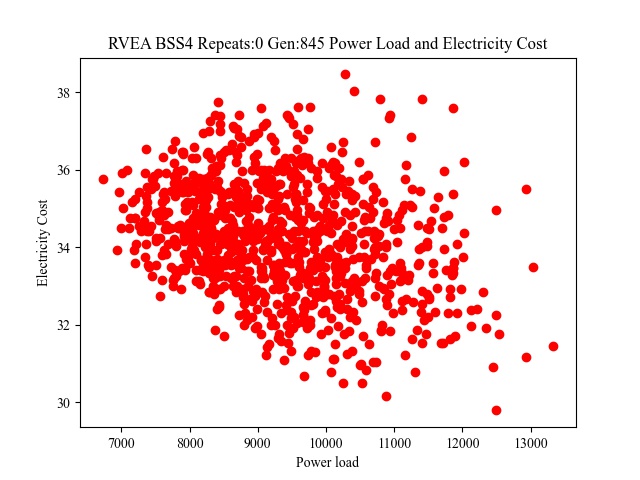 RVEA BSS4 Repeats:0 Gen:845 Power Load and Electricity Cost
38
36
34
32
30
Electricity Cost
7000 8000 9000 10000 11000 12000 13000
Power load